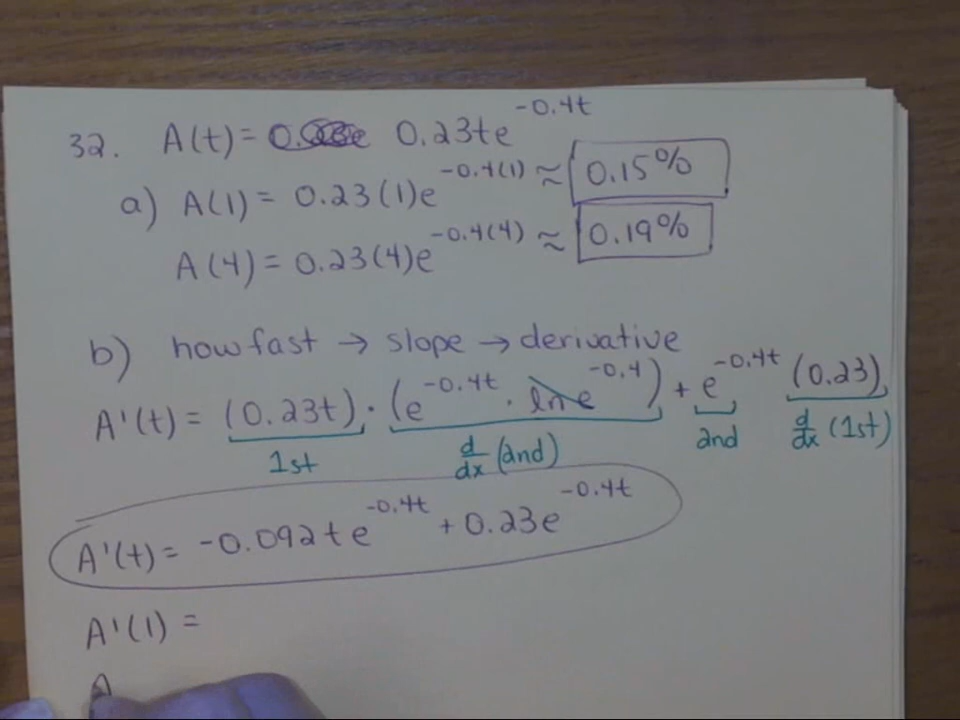 32. A(t) = 0.23te^-0.4t
a) A(1) = 0.23(1)e^-0.4(1) ≈ 0.15%
A(4) = 0.23(4)e^-0.4(4) ≈ 0.19%
b) how fast → slope → derivative
A'(t) = (0.23t) · (e^-0.4t · ln e^-0.4) + e^-0.4t (0.23)
1st d/dx (2nd) 2nd d/dx (1st)
A'(t) = -0.092te^-0.4t + 0.23e^-0.4t
A'(1) =
A